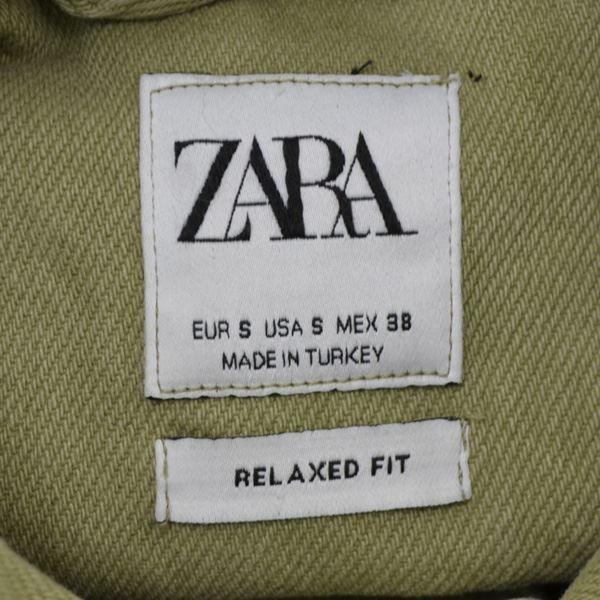 ZARA
EUR S USA S MEX 38
MADE IN TURKEY
RELAXED FIT